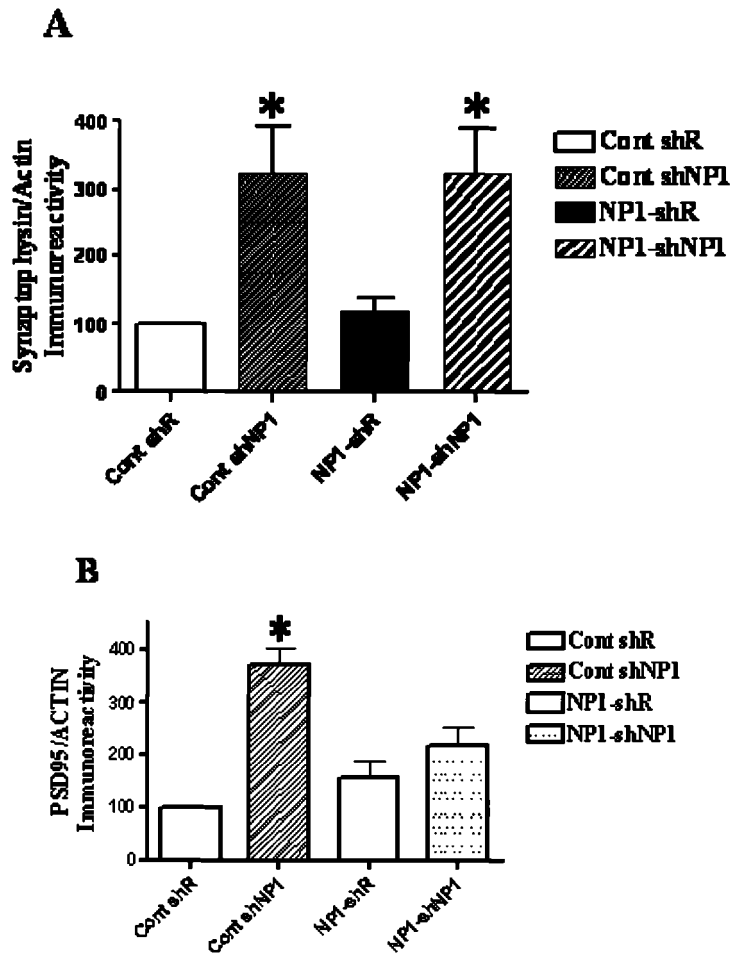 A
Synaptophysin/Actin
Immunoreactivity
400
300
200
100
0
*
*
Cont shR
Cont shNP1
NP1-shR
NP1-shNP1
Cont shR
Cont shNP1
NP1-shR
NP1-shNP1
B
PSD95/ACTIN
Immunoreactivity
400
300
200
100
0
*
Cont shR
Cont shNP1
NP1-shR
NP1-shNP1
Cont shR
Cont shNP1
NP1-shR
NP1-shNP1